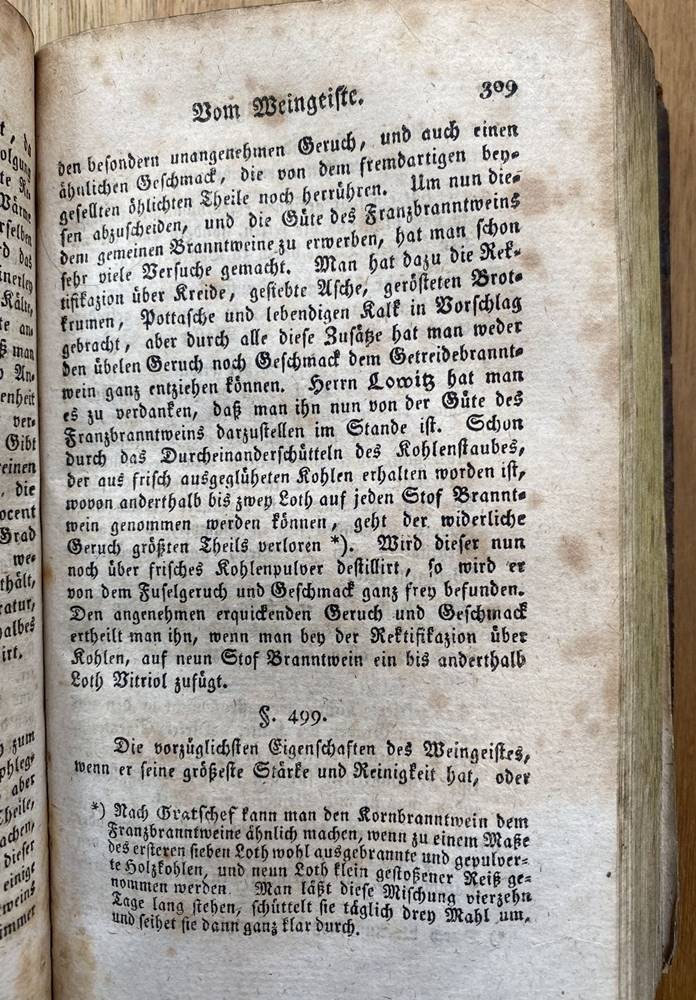 Vom Weingeiste.
309
den besondern unangenehmen Geruch, und auch einen
ähnlichen Geschmack, die von dem fremdartigen bey-
gesellten öhlichten Theile noch herrühren. Um nun die-
sen abzuscheiden, und die Güte des Franzbranntweins
dem gemeinen Branntweine zu erwerben, hat man schon
sehr viele Versuche gemacht. Man hat dazu die Rek-
tifikazion über Kreide, gesiebte Asche, gerösteten Brot-
krumen, Pottasche und lebendigen Kalk in Vorschlag
gebracht, aber durch alle diese Zusätze hat man weder
den übelen Geruch noch Geschmack dem Getreidebrannt-
wein ganz entziehen können. Herrn Lowitz hat man
es zu verdanken, daß man ihn nun von der Güte des
Franzbranntweins darzustellen im Stande ist. Schon
durch das Durcheinanderschütteln des Kohlenstaubes,
der aus frisch ausgeglüheten Kohlen erhalten worden ist,
wovon anderthalb bis zwey Loth auf jeden Stof Brannt-
wein genommen werden können, geht der widerliche
Geruch größten Theils verloren *). Wird dieser nun
noch über frisches Kohlenpulver destillirt, so wird er
von dem Fuselgeruch und Geschmack ganz frey befunden.
Den angenehmen erquickenden Geruch und Geschmack
ertheilt man ihn, wenn man bey der Rektifikazion über
Kohlen, auf neun Stof Branntwein ein bis anderthalb
Loth Vitriol zufügt.
§. 499.
Die vorzüglichsten Eigenschaften des Weingeistes,
wenn er seine größeste Stärke und Reinigkeit hat, oder
*) Nach Gratschef kann man den Kornbranntwein dem
Franzbranntweine ähnlich machen, wenn zu einem Maße
des ersteren sieben Loth wohl ausgebrannte und gepulver-
te Holzkohlen, und neun Loth klein gestoßener Reiß ge-
nommen werden. Man läßt diese Mischung vierzehn
Tage lang stehen, schüttelt sie täglich drey Mahl um,
und seihet sie dann ganz klar durch.